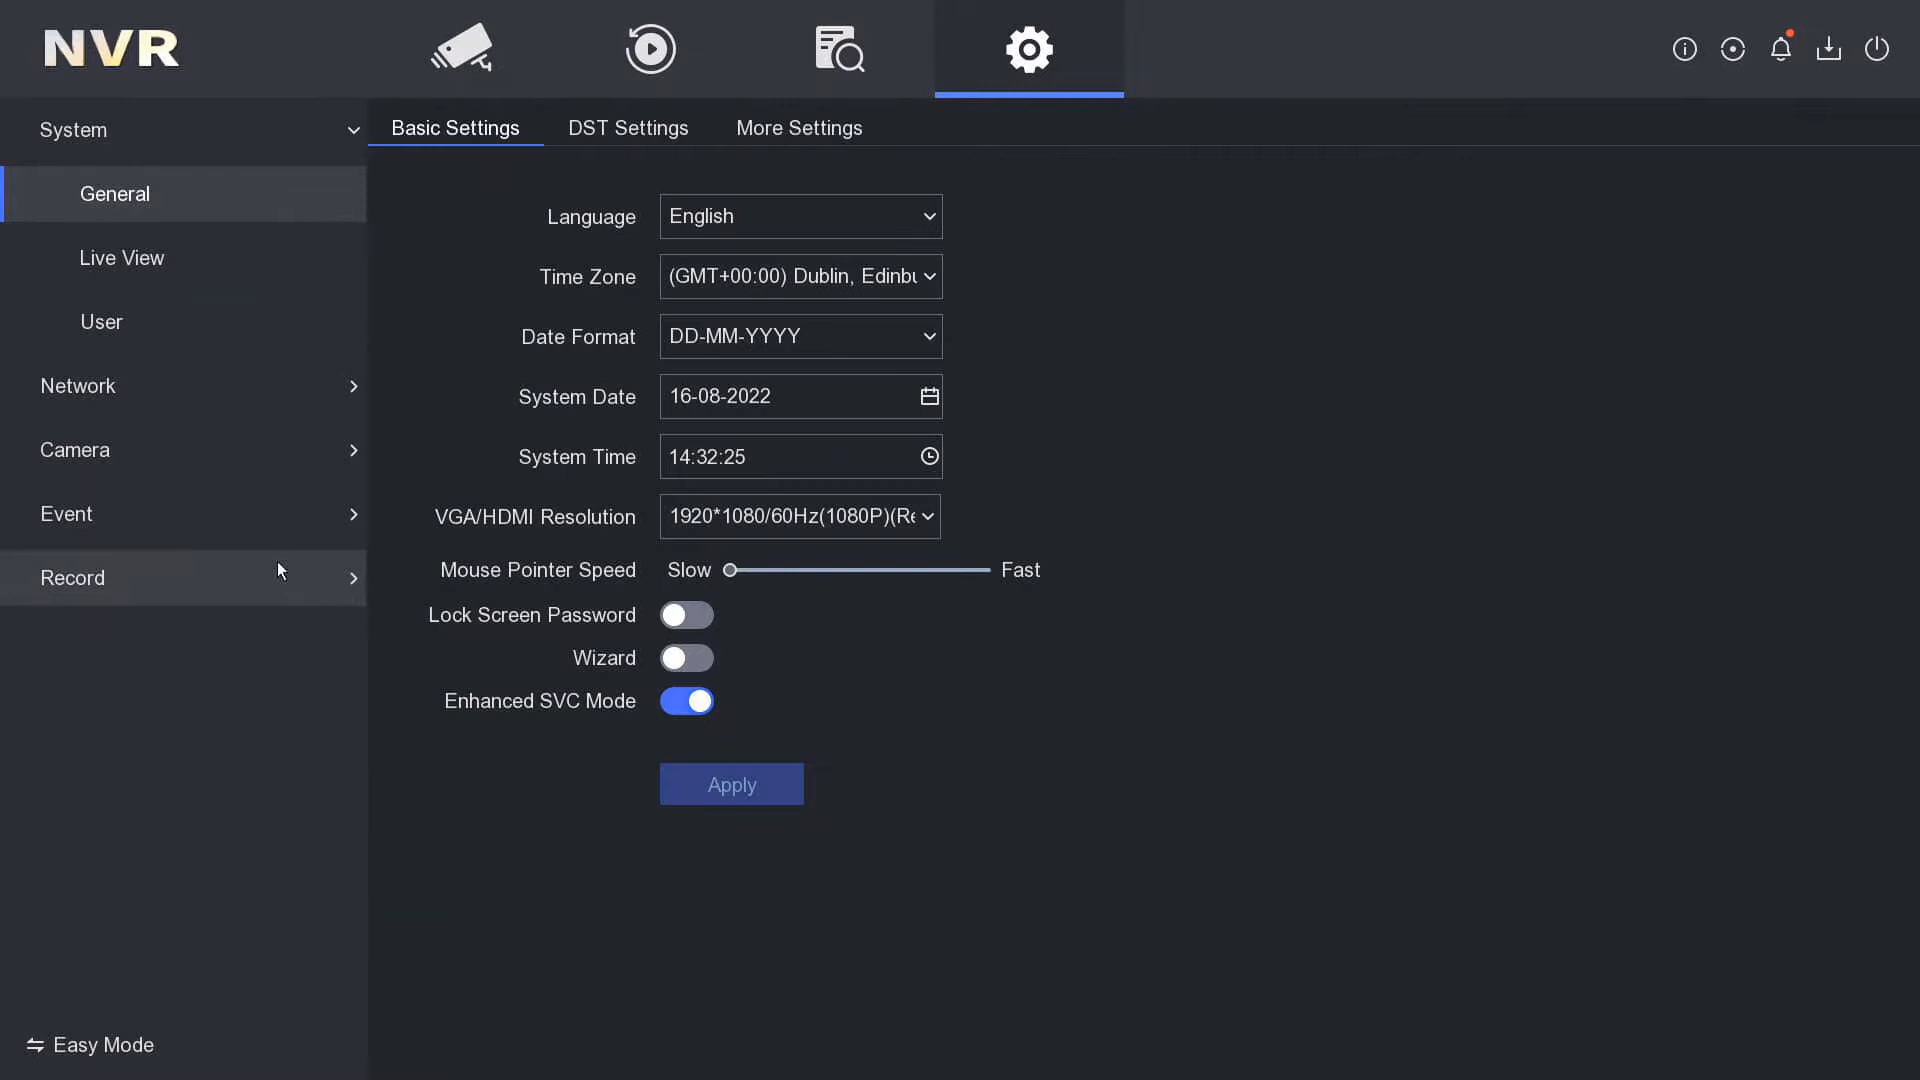 NVR
System
Basic Settings
DST Settings
More Settings
General
Live View
User
Network
Camera
Event
Record
Language
English
Time Zone
(GMT+00:00) Dublin, Edinbu
Date Format
DD-MM-YYYY
System Date
16-08-2022
System Time
14:32:25
VGA/HDMI Resolution
1920*1080/60Hz(1080P)(Re
Mouse Pointer Speed
Slow
Fast
Lock Screen Password
Wizard
Enhanced SVC Mode
Apply
Easy Mode